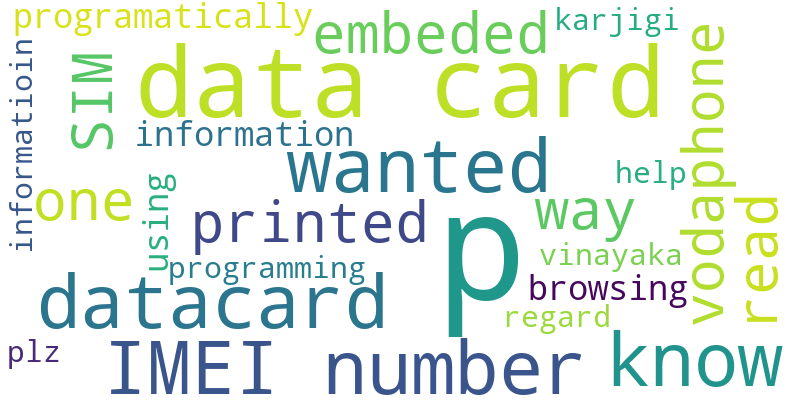 programatically
embeded
karjigi
informatioin
SIM
data card
vodaphone
information
wanted
help
one
using
printed
p
way
read
vinayaka
programming
datacard
browsing
regard
plz
IMEI number
know